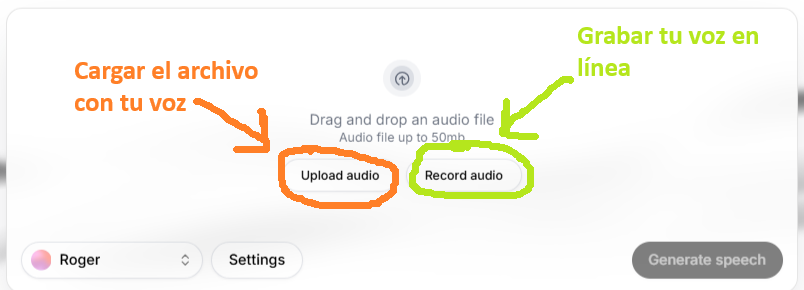 Grabar tu voz en
línea
Cargar el archivo
con tu voz
Drag and drop an audio file
Audio file up to 50mb
Upload audio
Record audio
Roger
Settings
Generate speech